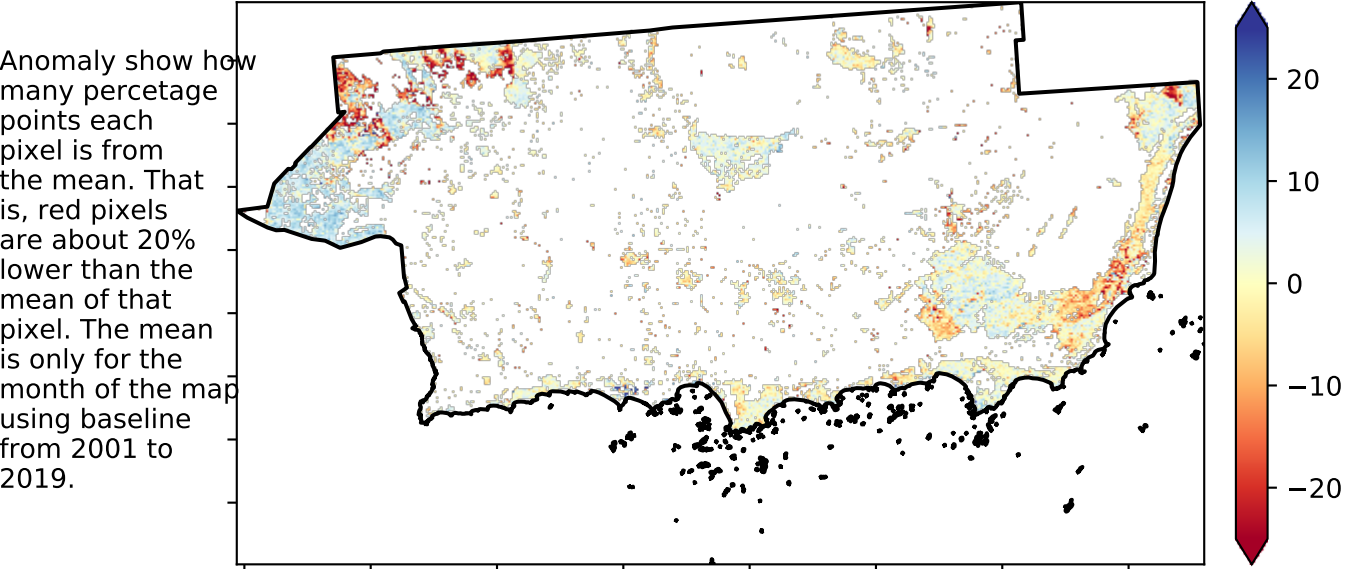 Anomaly show how
many percetage
points each
pixel is from
the mean. That
is, red pixels
are about 20%
lower than the
mean of that
pixel. The mean
is only for the
month of the map
using baseline
from 2001 to
2019.
20
10
0
−10
−20